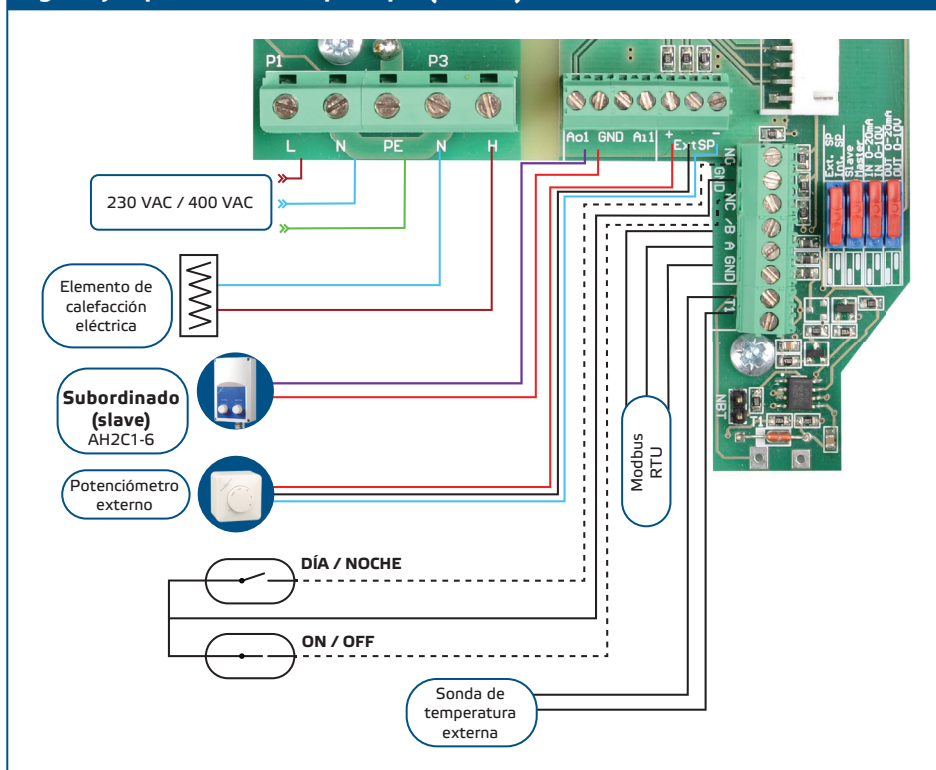 P1
P3
L
N
PE
N
H
Ao1
GND
Ai1
+
ExtSP
-
NO
GND
NC
/B
A
GND
T1
Ext. SP
Int. SP
Slave
Master
IN 0-20mA
IN 0-10V
OUT 0-20mA
OUT 0-10V
NBT
T1
230 VAC / 400 VAC
Elemento de
calefacción
eléctrica
Subordinado
(slave)
AH2C1-6
Potenciómetro
externo
Modbus
RTU
DÍA / NOCHE
ON / OFF
Sonda de
temperatura
externa